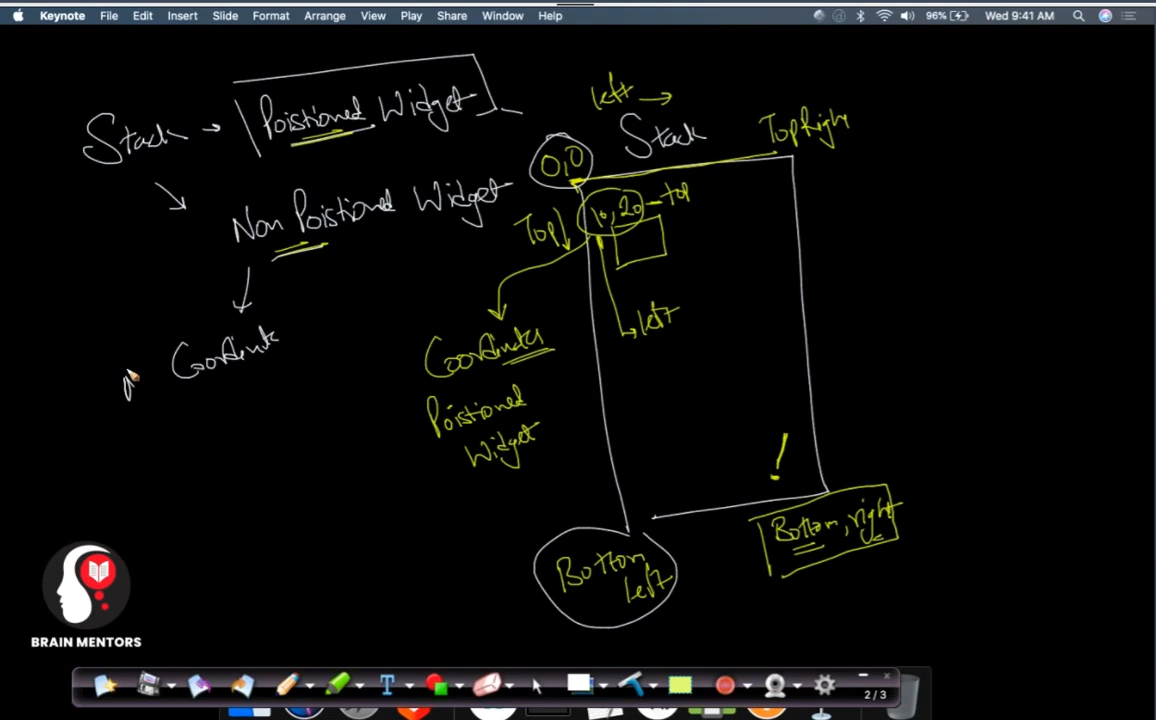 Keynote File Edit Insert Slide Format Arrange View Play Share Window Help 96% Wed 9:41 AM
Stack → Poistioned Widget
Non Poistioned Widget
Coordinate
left →
Stack
TopRight
0,0
10, 20 - top
Top
left
Coordinates
Poistioned
Widget
!
Bottom, right
Bottom
left
BRAIN MENTORS
T
2 / 3